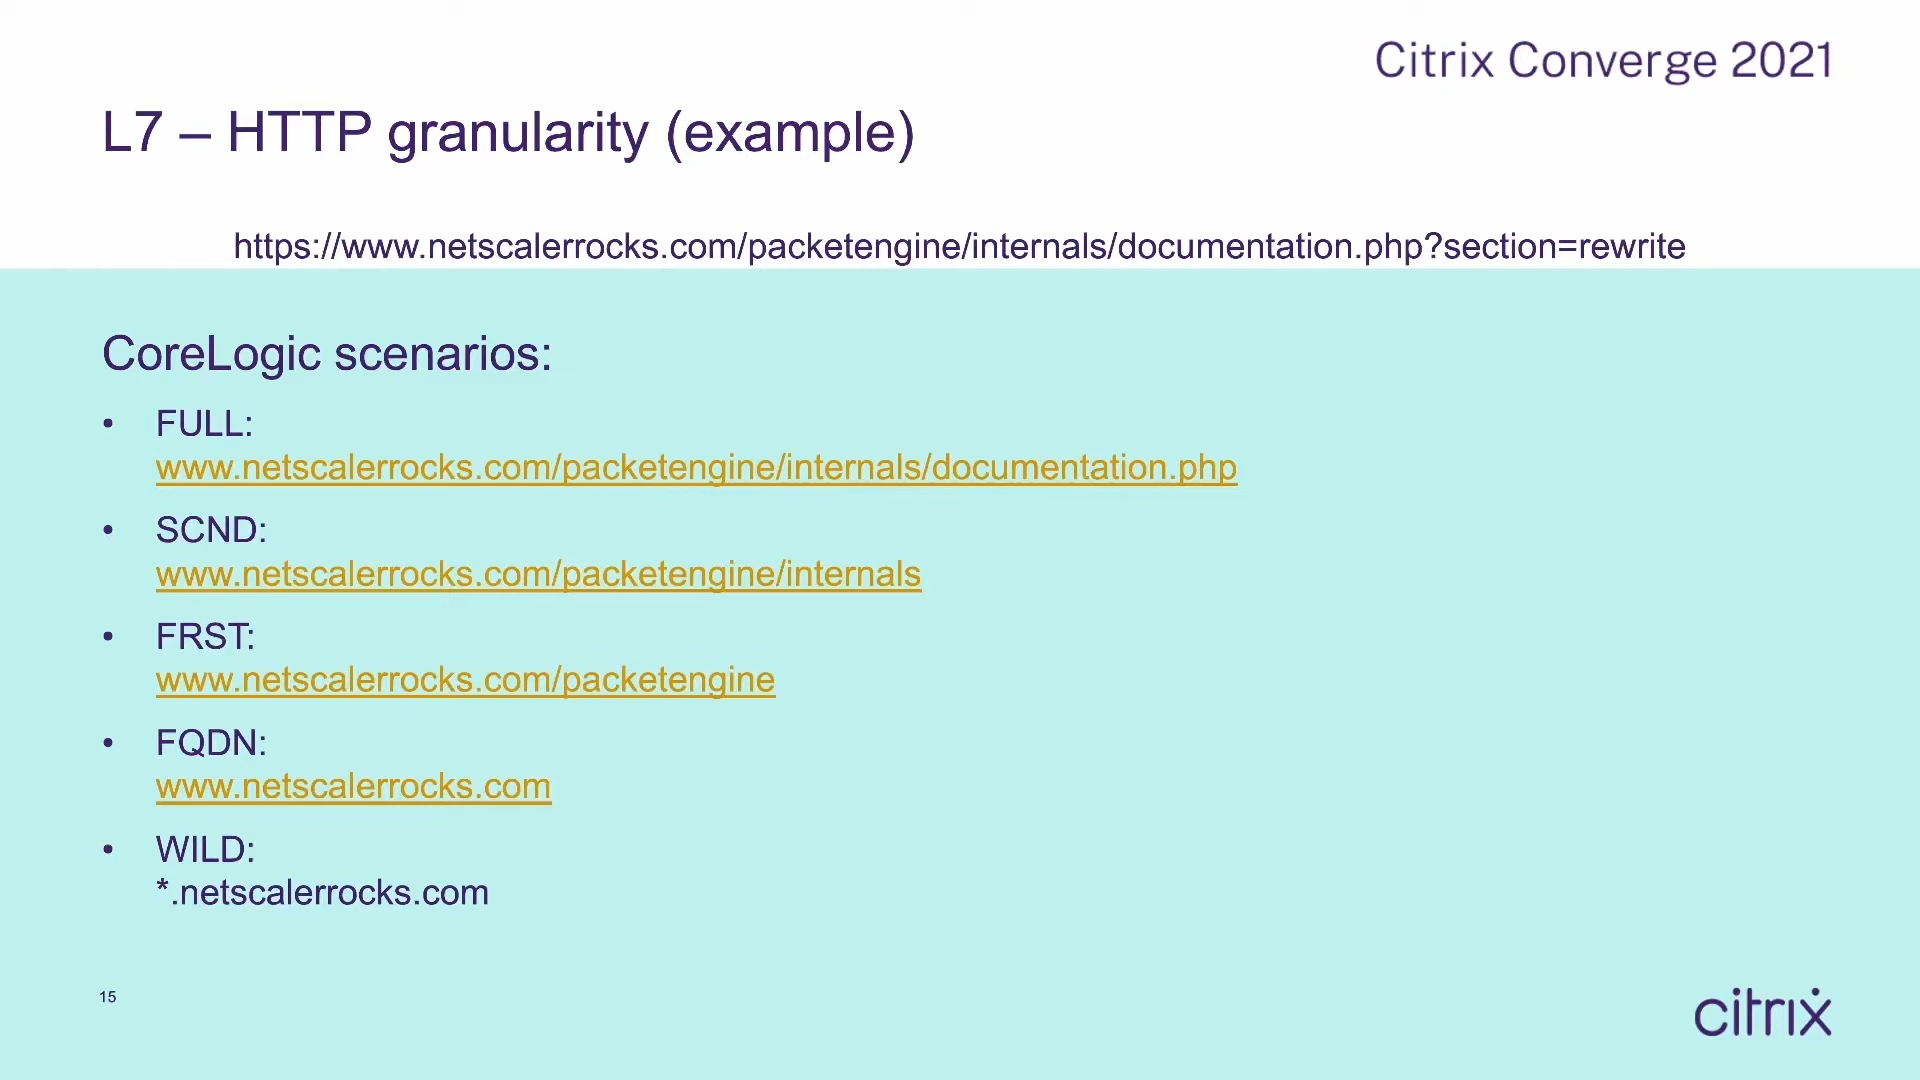 Citrix Converge 2021
L7 – HTTP granularity (example)
https://www.netscalerrocks.com/packetengine/internals/documentation.php?section=rewrite
CoreLogic scenarios:
• FULL:
www.netscalerrocks.com/packetengine/internals/documentation.php
• SCND:
www.netscalerrocks.com/packetengine/internals
• FRST:
www.netscalerrocks.com/packetengine
• FQDN:
www.netscalerrocks.com
• WILD:
*.netscalerrocks.com
15
citrix